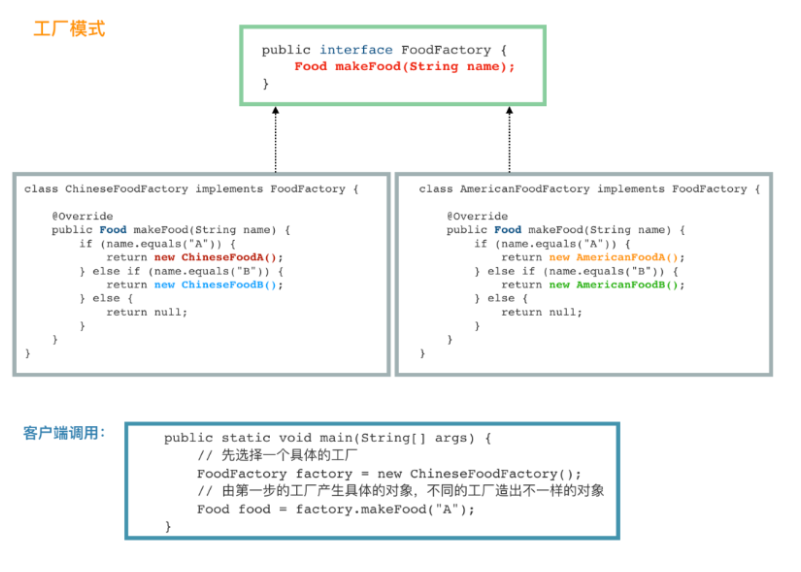 工厂模式
public interface FoodFactory {
    Food makeFood(String name);
}
class ChineseFoodFactory implements FoodFactory {
    @Override
    public Food makeFood(String name) {
        if (name.equals("A")) {
            return new ChineseFoodA();
        } else if (name.equals("B")) {
            return new ChineseFoodB();
        } else {
            return null;
        }
    }
}
class AmericanFoodFactory implements FoodFactory {
    @Override
    public Food makeFood(String name) {
        if (name.equals("A")) {
            return new AmericanFoodA();
        } else if (name.equals("B")) {
            return new AmericanFoodB();
        } else {
            return null;
        }
    }
}
客户端调用：
public static void main(String[] args) {
    // 先选择一个具体的工厂
    FoodFactory factory = new ChineseFoodFactory();
    // 由第一步的工厂产生具体的对象，不同的工厂造出不一样的对象
    Food food = factory.makeFood("A");
}